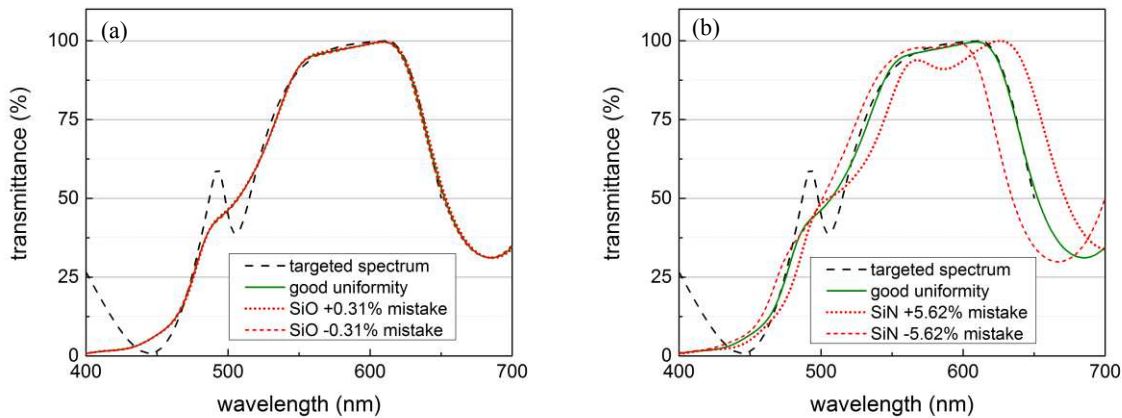 (a)
100
75
50
25
0
transmittance (%)
targeted spectrum
good uniformity
SiO +0.31% mistake
SiO -0.31% mistake
400 500 600 700
wavelength (nm)
(b)
100
75
50
25
0
transmittance (%)
targeted spectrum
good uniformity
SiN +5.62% mistake
SiN -5.62% mistake
400 500 600 700
wavelength (nm)